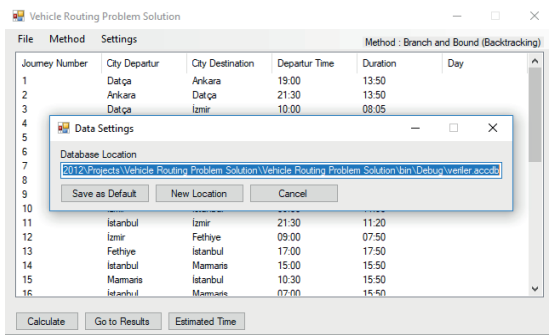 Vehicle Routing Problem Solution
File Method Settings
Method : Branch and Bound (Backtracking)
Journey Number City Departur City Destination Departur Time Duration Day
1 Datça Ankara 19:00 13:50
2 Ankara Datça 21:30 13:50
3 Datça İzmir 10:00 08:05
4
5
6
7
8
9
10
Data Settings
Database Location
2012\Projects\Vehicle Routing Problem Solution\Vehicle Routing Problem Solution\bin\Debug\veriler.accdb
Save as Default New Location Cancel
11 İstanbul İzmir 21:30 11:20
12 İzmir Fethiye 09:00 07:50
13 Fethiye İstanbul 17:00 17:50
14 İstanbul Marmaris 15:00 15:50
15 Marmaris İstanbul 10:30 15:50
16 İstanbul Marmaris 07:00 15:50
Calculate Go to Results Estimated Time